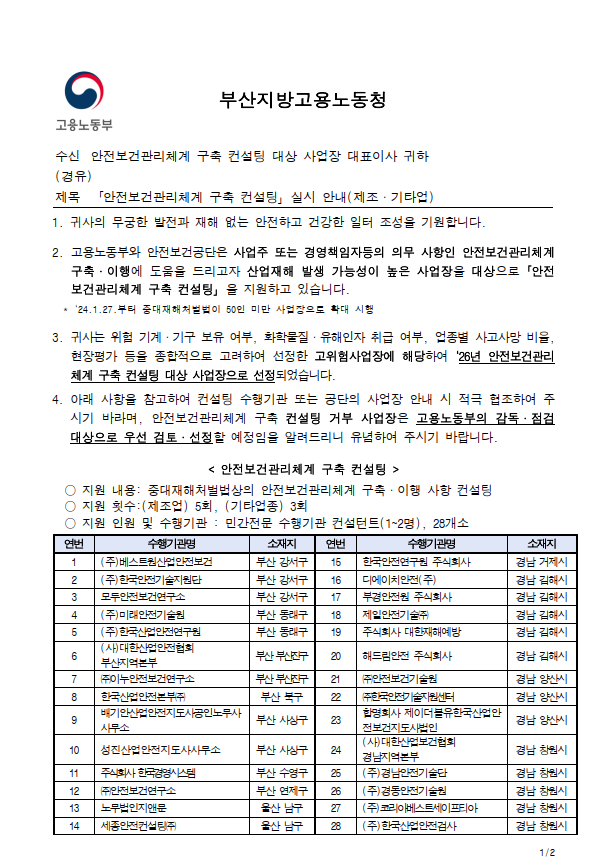 고용노동부
부산지방고용노동청
수신 안전보건관리체계 구축 컨설팅 대상 사업장 대표이사 귀하
(경유)
제목 「안전보건관리체계 구축 컨설팅」 실시 안내(제조·기타업)
1. 귀사의 무궁한 발전과 재해 없는 안전하고 건강한 일터 조성을 기원합니다.
2. 고용노동부와 안전보건공단은 사업주 또는 경영책임자등의 의무 사항인 안전보건관리체계
구축·이행에 도움을 드리고자 산업재해 발생 가능성이 높은 사업장을 대상으로 「안전
보건관리체계 구축 컨설팅」을 지원하고 있습니다.
* '24.1.27.부터 중대재해처벌법이 50인 미만 사업장으로 확대 시행
3. 귀사는 위험 기계·기구 보유 여부, 화학물질·유해인자 취급 여부, 업종별 사고사망 비율,
현장평가 등을 종합적으로 고려하여 선정한 고위험사업장에 해당하여 '26년 안전보건관리
체계 구축 컨설팅 대상 사업장으로 선정되었습니다.
4. 아래 사항을 참고하여 컨설팅 수행기관 또는 공단의 사업장 안내 시 적극 협조하여 주
시기 바라며, 안전보건관리체계 구축 컨설팅 거부 사업장은 고용노동부의 감독·점검
대상으로 우선 검토·선정할 예정임을 알려드리니 유념하여 주시기 바랍니다.
< 안전보건관리체계 구축 컨설팅 >
○ 지원 내용: 중대재해처벌법상의 안전보건관리체계 구축·이행 사항 컨설팅
○ 지원 횟수:(제조업) 5회, (기타업종) 3회
○ 지원 인원 및 수행기관 : 민간전문 수행기관 컨설턴트(1~2명), 28개소
연번 수행기관명 소재지 연번 수행기관명 소재지
1 (주)베스트원산업안전보건 부산 강서구 15 한국안전연구원 주식회사 경남 거제시
2 (주)한국안전기술지원단 부산 강서구 16 디에이치안전(주) 경남 김해시
3 모두안전보건연구소 부산 강서구 17 부경안전원 주식회사 경남 김해시
4 (주)미래안전기술원 부산 동래구 18 제일안전기술㈜ 경남 김해시
5 (주)한국산업안전연구원 부산 동래구 19 주식회사 대한재해예방 경남 김해시
6 (사)대한산업안전협회
부산지역본부 부산 부산진구 20 해드림안전 주식회사 경남 김해시
7 ㈜이누안전보건연구소 부산 부산진구 21 ㈜안전보건기술원 경남 양산시
8 한국산업안전본부㈜ 부산 북구 22 ㈜한국안전기술지원센터 경남 양산시
9 배기안산업안전지도사공인노무사
사무소 부산 사상구 23 합명회사 제이더블유한국산업안
전보건지도사법인 경남 양산시
10 성진산업안전지도사사무소 부산 사상구 24 (사)대한산업보건협회
경남지역본부 경남 창원시
11 주식회사 한국경영시스템 부산 수영구 25 (주)경남안전기술단 경남 창원시
12 ㈜안전보건연구소 부산 연제구 26 (주)경동안전기술원 경남 창원시
13 노무법인지앤문 울산 남구 27 (주)코리아베스트세이프티아 경남 창원시
14 세종안전컨설팅㈜ 울산 남구 28 (주)한국산업안전검사 경남 창원시
1/2